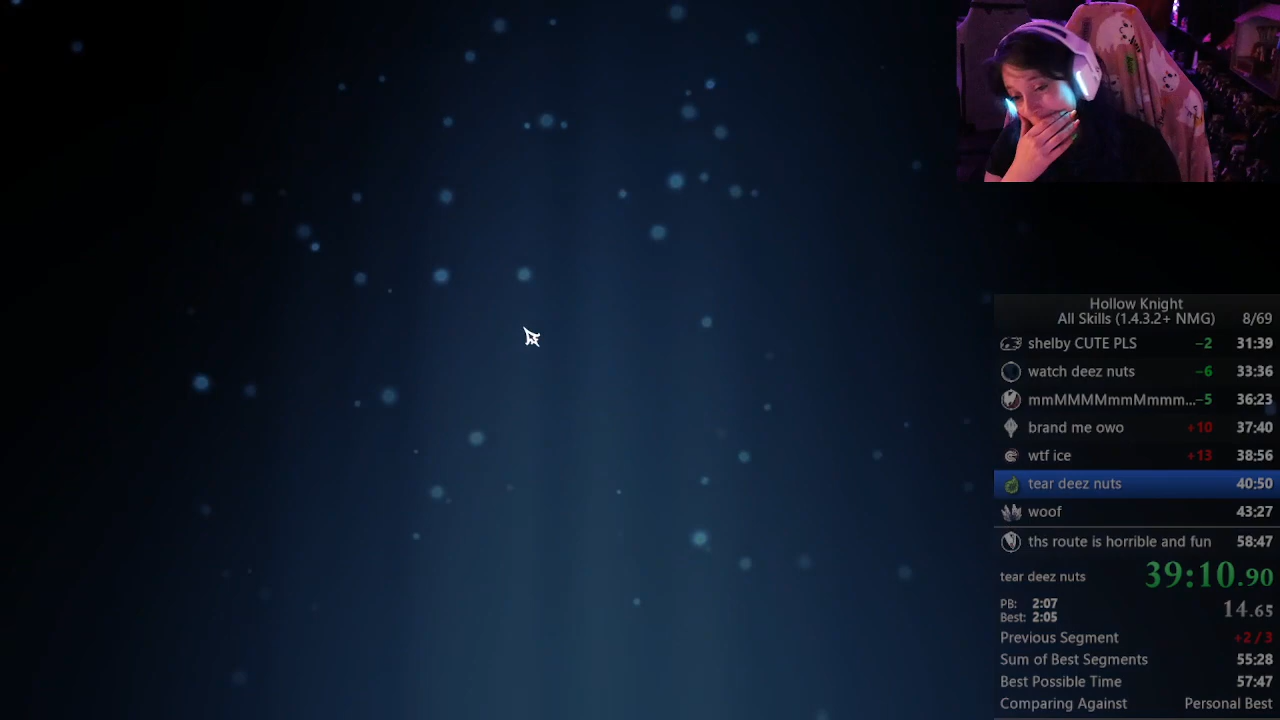 Hollow Knight
All Skills (1.4.3.2+ NMG) 8/69
shelby CUTE PLS −2 31:39
watch deez nuts −6 33:36
mmMMMMmmMmmm... −5 36:23
brand me owo +10 37:40
wtf ice +13 38:56
tear deez nuts 40:50
woof 43:27
ths route is horrible and fun 58:47
tear deez nuts 39:10.90
PB: 2:07 14.65
Best: 2:05
Previous Segment +2 / 3
Sum of Best Segments 55:28
Best Possible Time 57:47
Comparing Against Personal Best